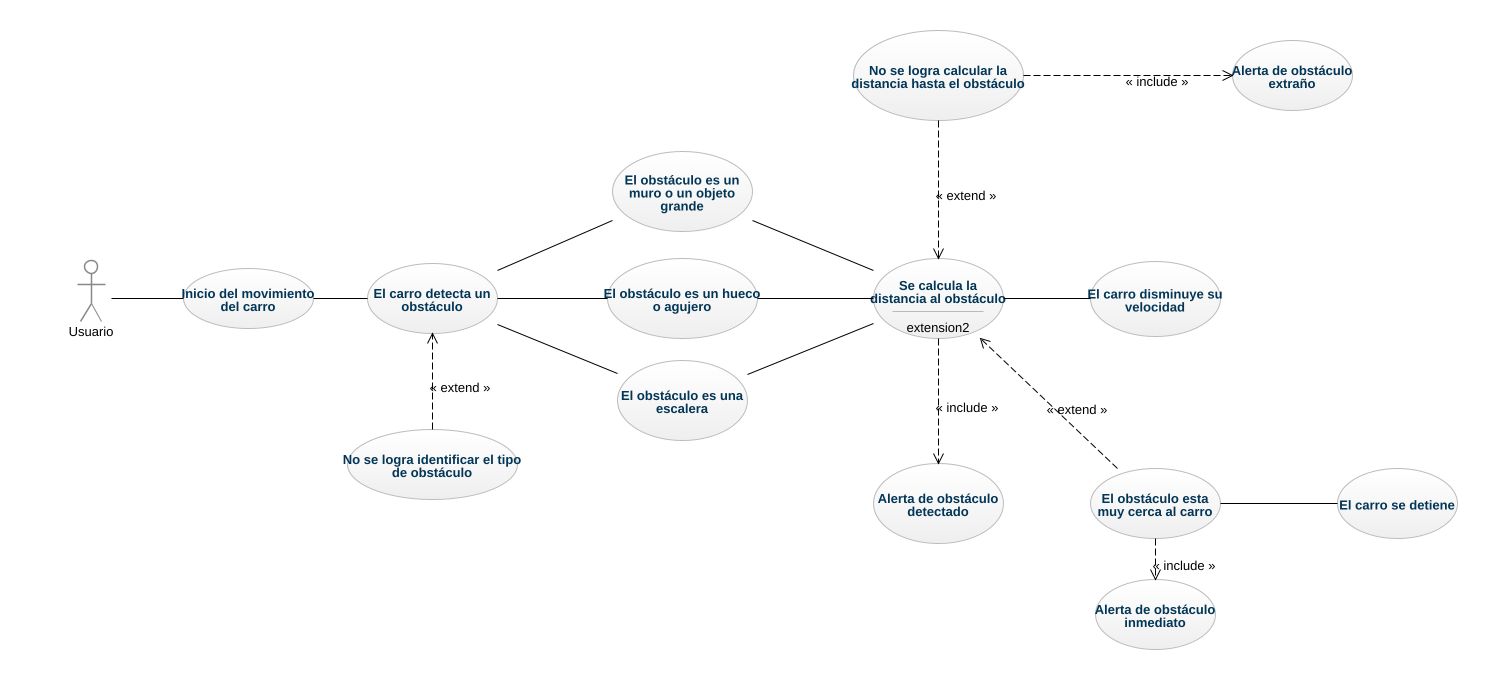 No se logra calcular la
distancia hasta el obstáculo
« include »
Alerta de obstáculo
extraño
« extend »
El obstáculo es un
muro o un objeto
grande
Usuario
Inicio del movimiento
del carro
El carro detecta un
obstáculo
El obstáculo es un hueco
o agujero
Se calcula la
distancia al obstáculo
extension2
El carro disminuye su
velocidad
« extend »
El obstáculo es una
escalera
« include »
« extend »
No se logra identificar el tipo
de obstáculo
Alerta de obstáculo
detectado
El obstáculo esta
muy cerca al carro
El carro se detiene
« include »
Alerta de obstáculo
inmediato